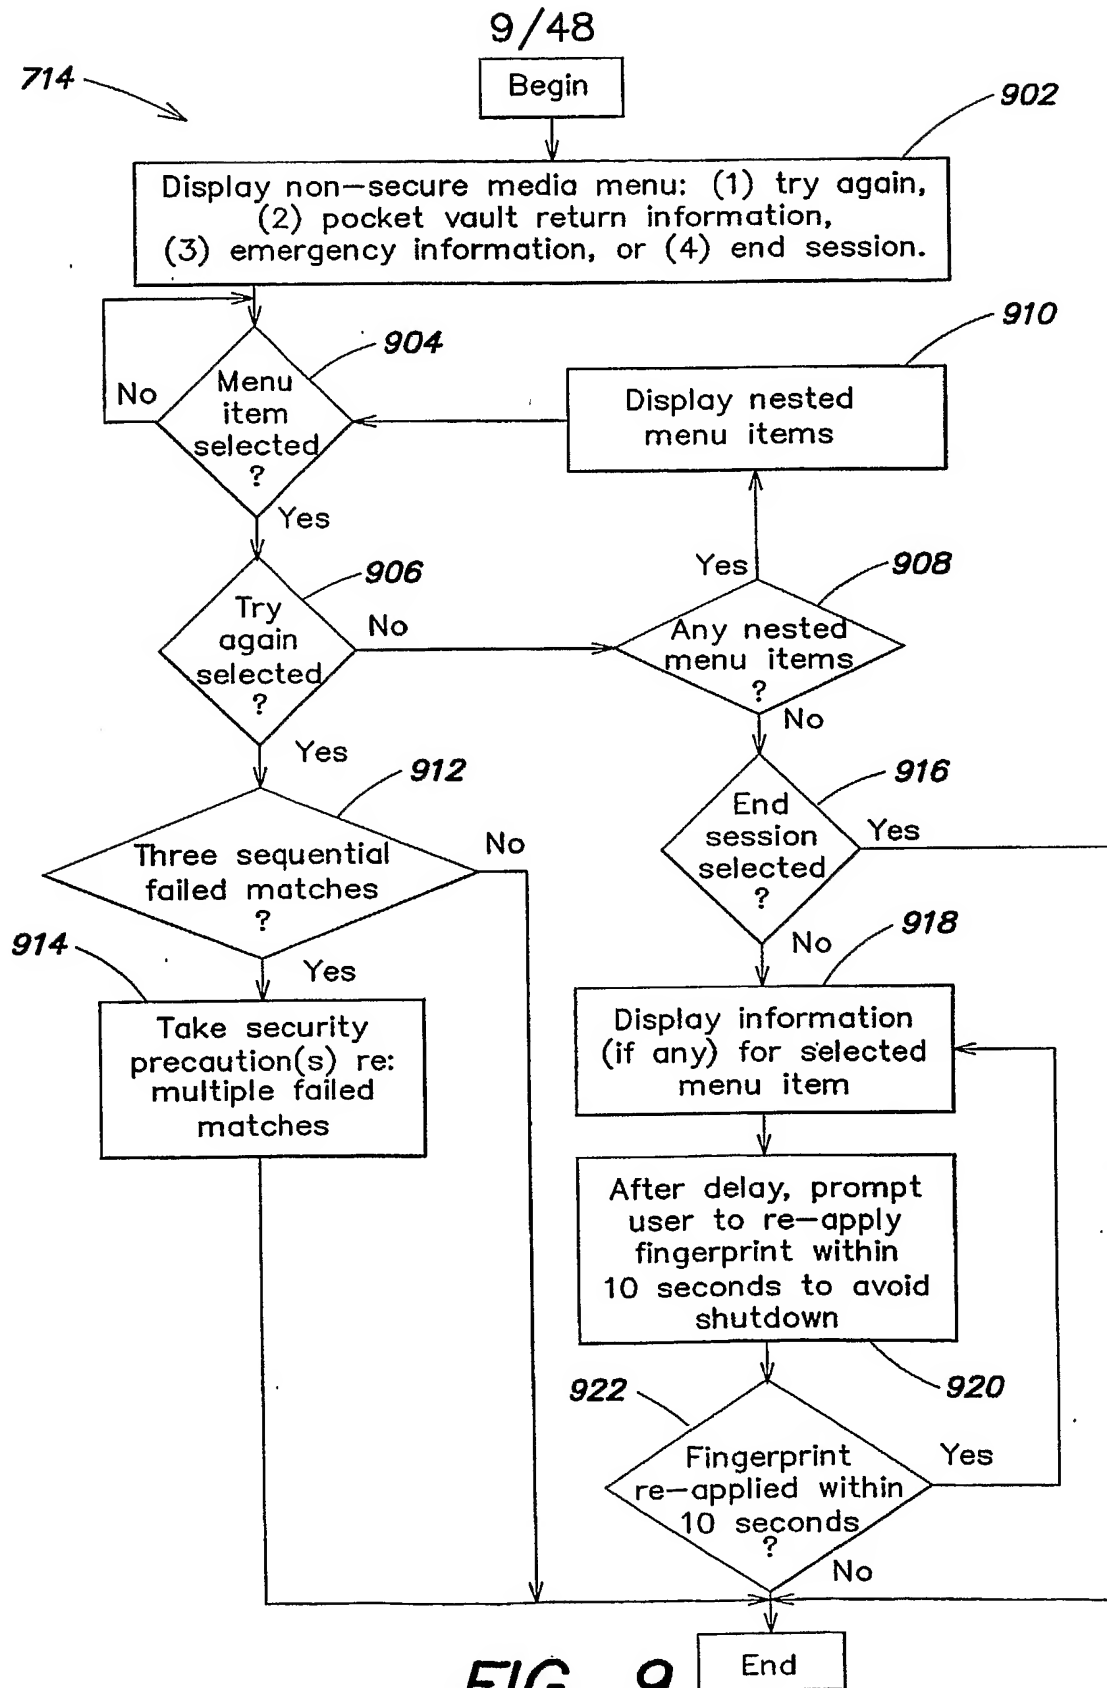 9/48
714
Begin
902
Display non-secure media menu: (1) try again,
(2) pocket vault return information,
(3) emergency information, or (4) end session.
910
904
No
Menu
item
selected
?
Display nested
menu items
Yes
Yes
908
906
Try
again
selected
?
No
Any nested
menu items
?
No
Yes
912
916
End
session
selected
?
Yes
Three sequential
failed matches
?
No
914
Yes
No
918
Take security
precaution(s) re:
multiple failed
matches
Display information
(if any) for selected
menu item
After delay, prompt
user to re-apply
fingerprint within
10 seconds to avoid
shutdown
922
920
Fingerprint
re-applied within
10 seconds
?
Yes
No
End
FIG. 9